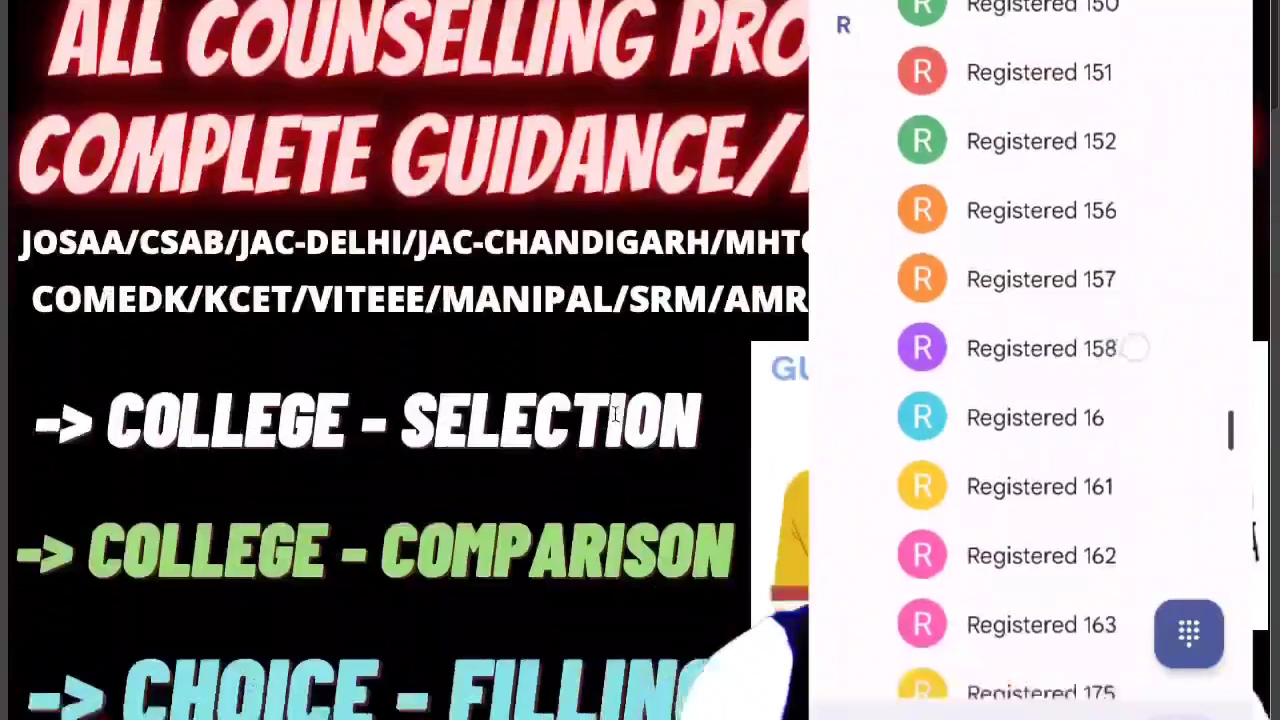 ALL COUNSELLING PRO
COMPLETE GUIDANCE/
JOSAA/CSAB/JAC-DELHI/JAC-CHANDIGARH/MHT
COMEDK/KCET/VITEEE/MANIPAL/SRM/AMR
-> COLLEGE - SELECTION
-> COLLEGE - COMPARISON
-> CHOICE - FILLING
GU
R
R Registered 150
R Registered 151
R Registered 152
R Registered 156
R Registered 157
R Registered 158
R Registered 16
R Registered 161
R Registered 162
R Registered 163
R Registered 175